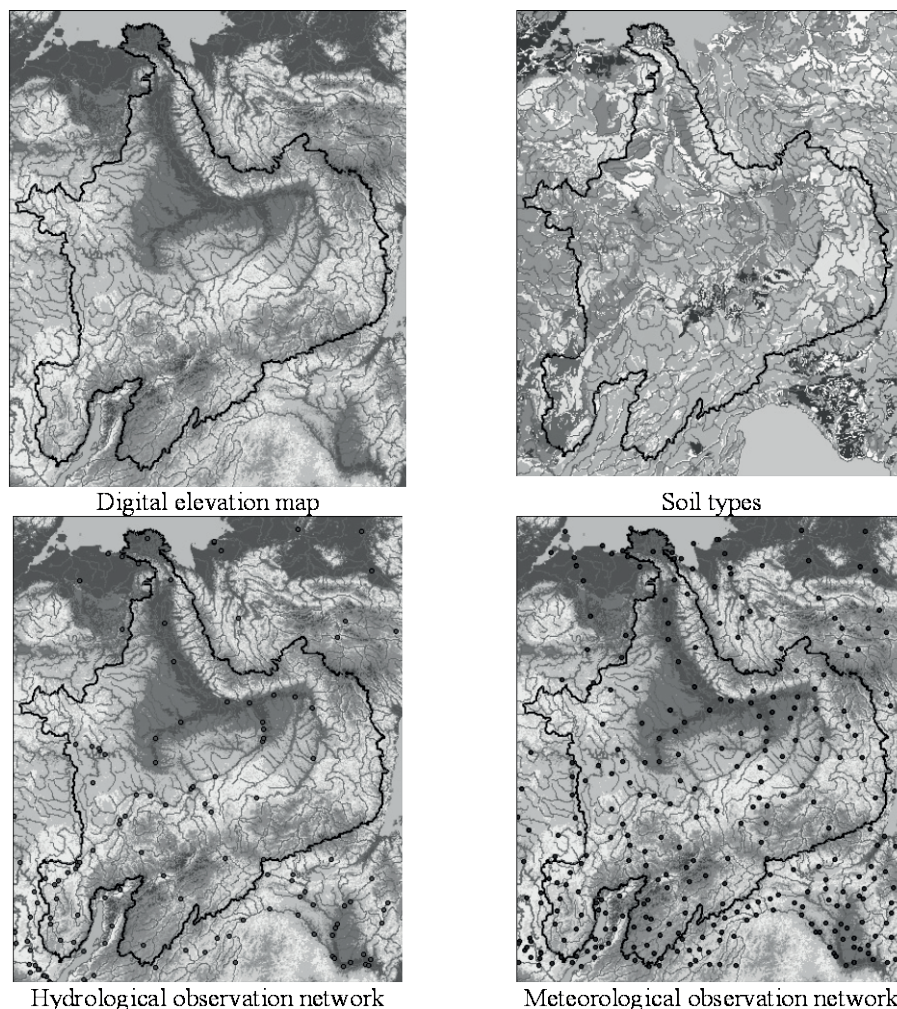 Digital elevation map
Soil types
Hydrological observation network
Meteorological observation network